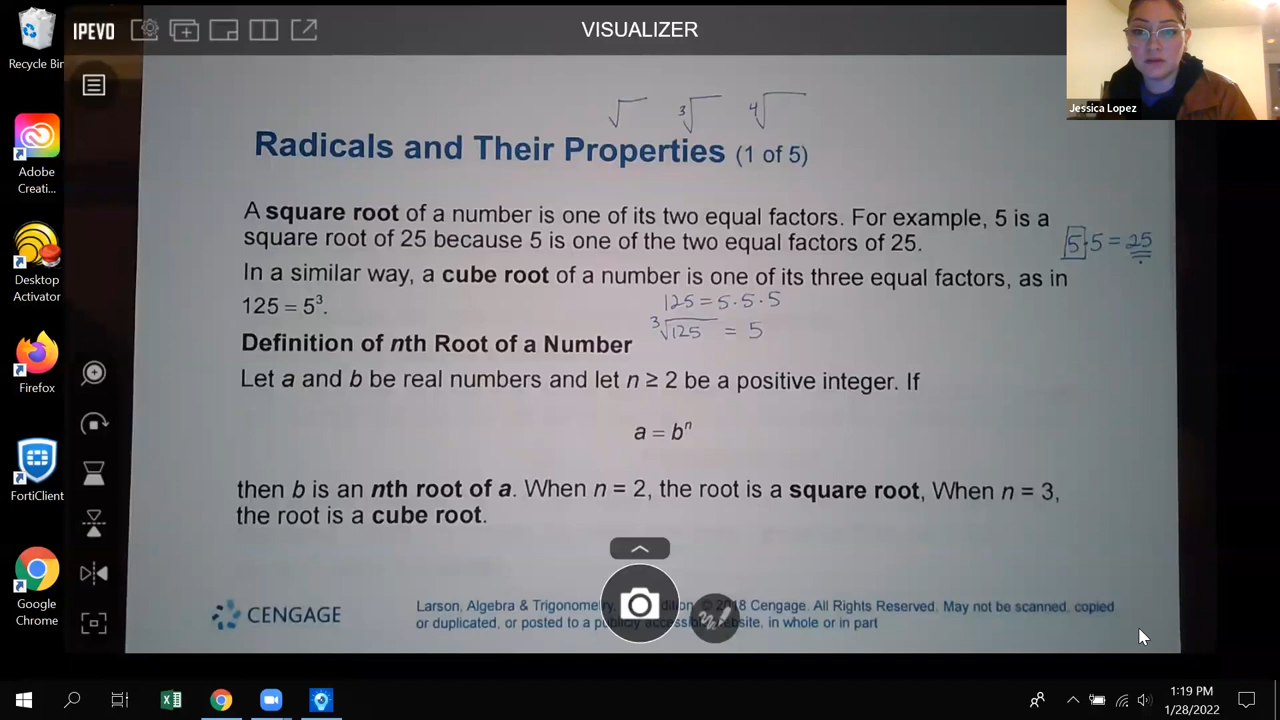 VISUALIZER
IPEVO
Recycle Bin
Jessica Lopez
√ ³√ ⁴√
Radicals and Their Properties (1 of 5)
Adobe
Creati...
A square root of a number is one of its two equal factors. For example, 5 is a
square root of 25 because 5 is one of the two equal factors of 25.
5·5 = 25
In a similar way, a cube root of a number is one of its three equal factors, as in
125 = 5³.
125 = 5·5·5
³√125 = 5
Desktop
Activator
Definition of nth Root of a Number
Let a and b be real numbers and let n ≥ 2 be a positive integer. If
Firefox
a = bⁿ
then b is an nth root of a. When n = 2, the root is a square root, When n = 3,
the root is a cube root.
FortiClient
Google
Chrome
CENGAGE
Larson, Algebra & Trigonometry, 18 Cengage. All Rights Reserved. May not be scanned, copied
or duplicated, or posted to a publicly accessible website, in whole or in part
1:19 PM
1/28/2022